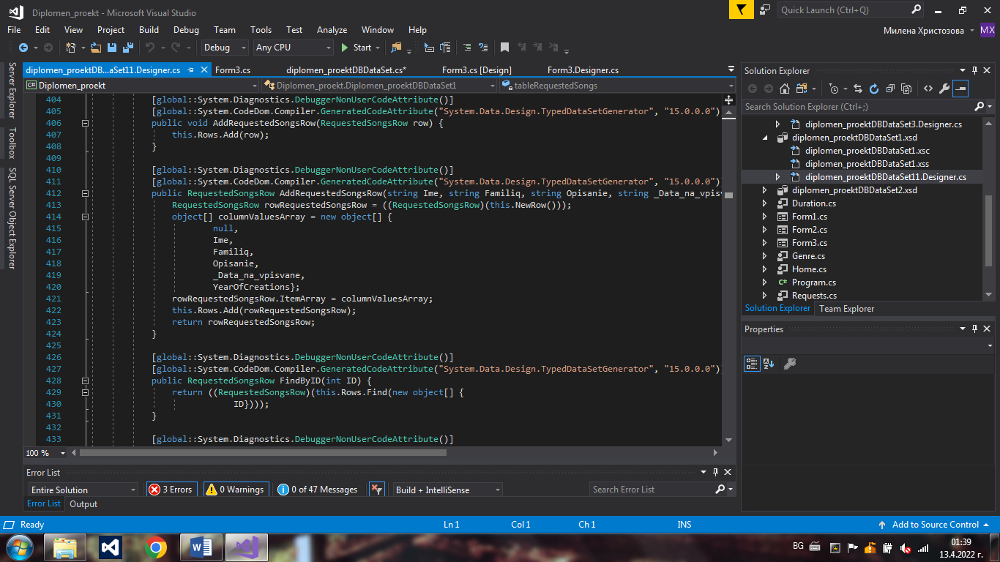 Diplomen_proekt - Microsoft Visual Studio
Quick Launch (Ctrl+Q)
File Edit View Project Build Debug Team Tools Test Analyze Window Help
Милена Христозова MX
Debug Any CPU Start
Server Explorer
Toolbox
SQL Server Object Explorer
diplomen_proektDB...aSet11.Designer.cs Form3.cs diplomen_proektDBDataSet.cs* Form3.cs [Design] Form3.Designer.cs
C# Diplomen_proekt Diplomen_proekt.Diplomen_proektDBDataSet1 tableRequestedSongs
404 [global::System.Diagnostics.DebuggerNonUserCodeAttribute()]
405 [global::System.CodeDom.Compiler.GeneratedCodeAttribute("System.Data.Design.TypedDataSetGenerator", "15.0.0.0")
406 public void AddRequestedSongsRow(RequestedSongsRow row) {
407 this.Rows.Add(row);
408 }
409
410 [global::System.Diagnostics.DebuggerNonUserCodeAttribute()]
411 [global::System.CodeDom.Compiler.GeneratedCodeAttribute("System.Data.Design.TypedDataSetGenerator", "15.0.0.0")
412 public RequestedSongsRow AddRequestedSongsRow(string Ime, string Familiq, string Opisanie, string _Data_na_vpisv
413 RequestedSongsRow rowRequestedSongsRow = ((RequestedSongsRow)(this.NewRow()));
414 object[] columnValuesArray = new object[] {
415 null,
416 Ime,
417 Familiq,
418 Opisanie,
419 _Data_na_vpisvane,
420 YearOfCreations};
421 rowRequestedSongsRow.ItemArray = columnValuesArray;
422 this.Rows.Add(rowRequestedSongsRow);
423 return rowRequestedSongsRow;
424 }
425
426 [global::System.Diagnostics.DebuggerNonUserCodeAttribute()]
427 [global::System.CodeDom.Compiler.GeneratedCodeAttribute("System.Data.Design.TypedDataSetGenerator", "15.0.0.0")
428 public RequestedSongsRow FindByID(int ID) {
429 return ((RequestedSongsRow)(this.Rows.Find(new object[] {
430 ID})));
431 }
432
433 [global::System.Diagnostics.DebuggerNonUserCodeAttribute()]
100 %
Solution Explorer
Search Solution Explorer (Ctrl+;)
diplomen_proektDBDataSet3.Designer.cs
diplomen_proektDBDataSet1.xsd
diplomen_proektDBDataSet1.xsc
diplomen_proektDBDataSet1.xss
diplomen_proektDBDataSet11.Designer.cs
diplomen_proektDBDataSet2.xsd
Duration.cs
Form1.cs
Form2.cs
Form3.cs
Genre.cs
Home.cs
C# Program.cs
Requests.cs
Solution Explorer Team Explorer
Properties
Error List
Entire Solution 3 Errors 0 Warnings 0 of 47 Messages Build + IntelliSense Search Error List
Error List Output
Ready Ln 1 Col 1 Ch 1 INS Add to Source Control
BG 01:39
13.4.2022 г.